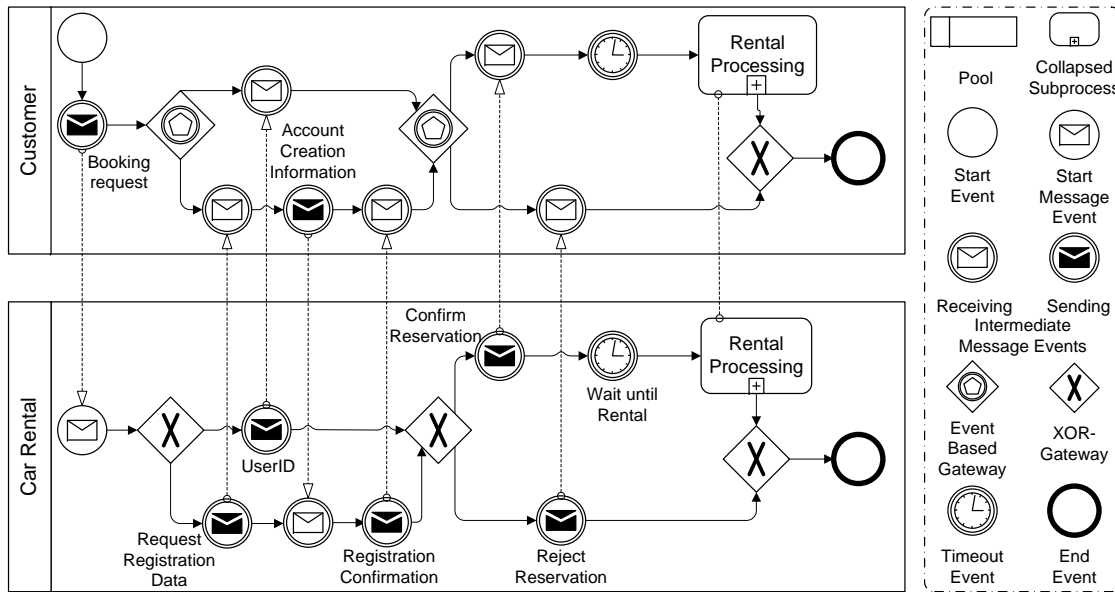 Customer
Booking
request
Account
Creation
Information
Rental
Processing
Car Rental
Request
Registration
Data
UserID
Registration
Confirmation
Confirm
Reservation
Reject
Reservation
Wait until
Rental
Rental
Processing
Pool
Collapsed
Subprocess
Start
Event
Start
Message
Event
Receiving
Sending
Intermediate
Message Events
Event
Based
Gateway
XOR-
Gateway
Timeout
Event
End
Event